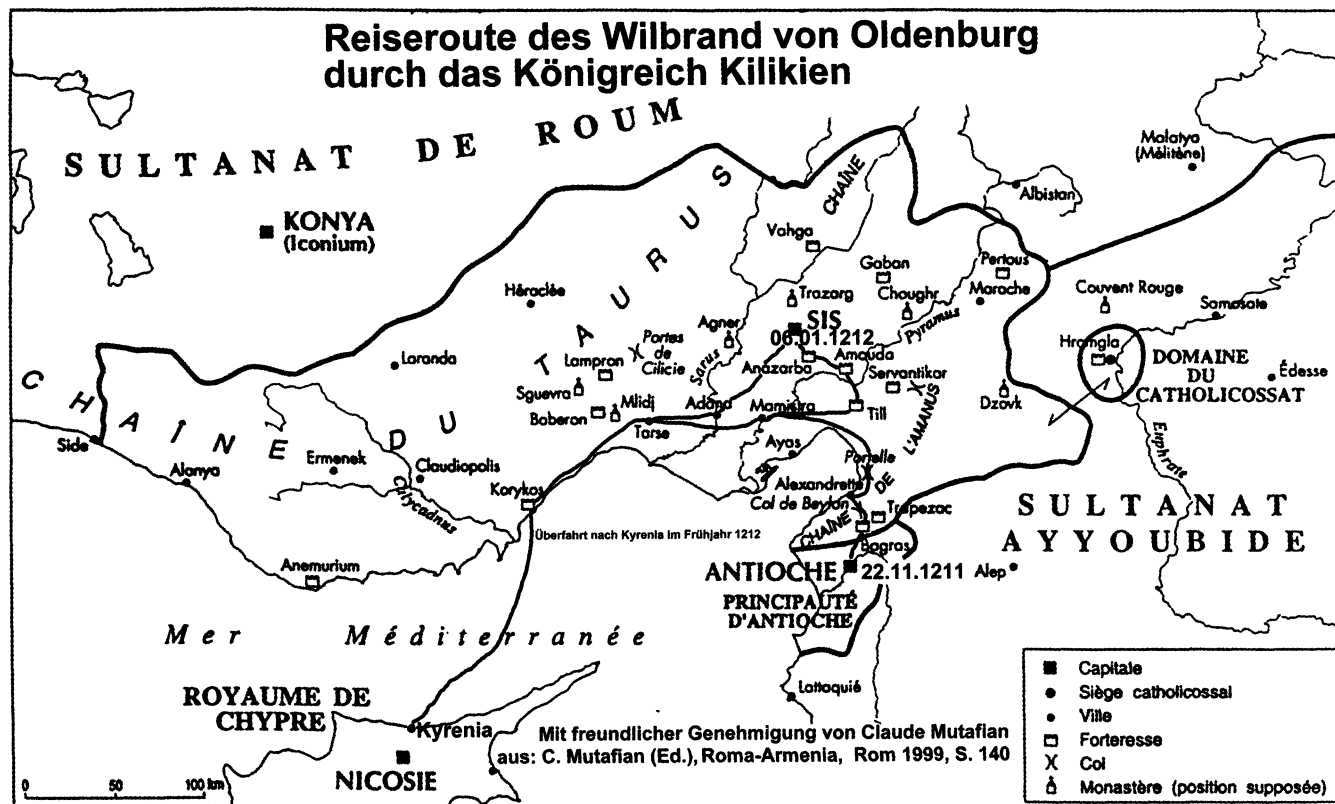 Reiseroute des Wilbrand von Oldenburg
durch das Königreich Kilikien
SULTANAT DE ROUM
Malatya
(Mélitène)
Albistan
KONYA
(Iconium)
CHAÎNE
Vahga
Gaban
Pertous
Héraclée
Trazarg
Choughr
Marache
Couvent Rouge
Samosate
TAURUS
Agner
SIS
06.01.1212
Pyramus
Portes
de
Cilicie
Sarus
Hromgla
DOMAINE
DU
CATHOLICOSSAT
Édesse
Laranda
Lampron
Anazarba
Amouda
Servantikar
Sguevra
Baberon
Mlidj
Adana
Mamistra
Till
Dzovk
CHAÎNE DU
Side
Tarse
Alanya
Ermenek
Claudiopolis
Calycadnus
Ayas
Portelle
L'AMANUS
DE
CHAÎNE
Euphrate
Korykos
Alexandrette
Col de Beylan
Trapezac
SULTANAT
AYYOUBIDE
Überfahrt nach Kyrenia im Frühjahr 1212
Bagras
Anemurium
ANTIOCHE
22.11.1211
Alep
PRINCIPAUTÉ
D'ANTIOCHE
Mer Méditerranée
Lattaquié
ROYAUME DE
CHYPRE
Kyrenia
NICOSIE
Mit freundlicher Genehmigung von Claude Mutafian
aus: C. Mutafian (Ed.), Roma-Armenia, Rom 1999, S. 140
0 50 100 km
Capitale
Siège catholicossal
Ville
Forteresse
Col
Monastère (position supposée)